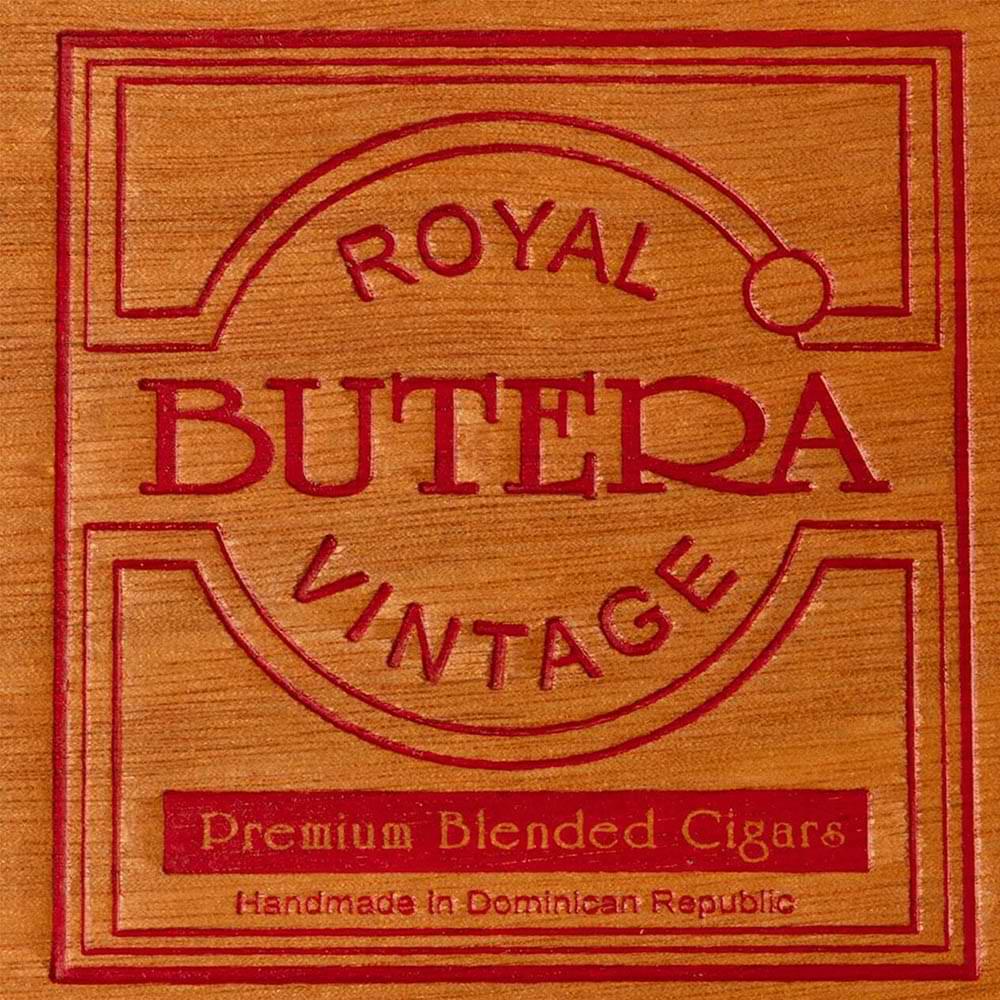 ROYAL
BUTERA
VINTAGE
Premium Blended Cigars
Handmade in Dominican Republic